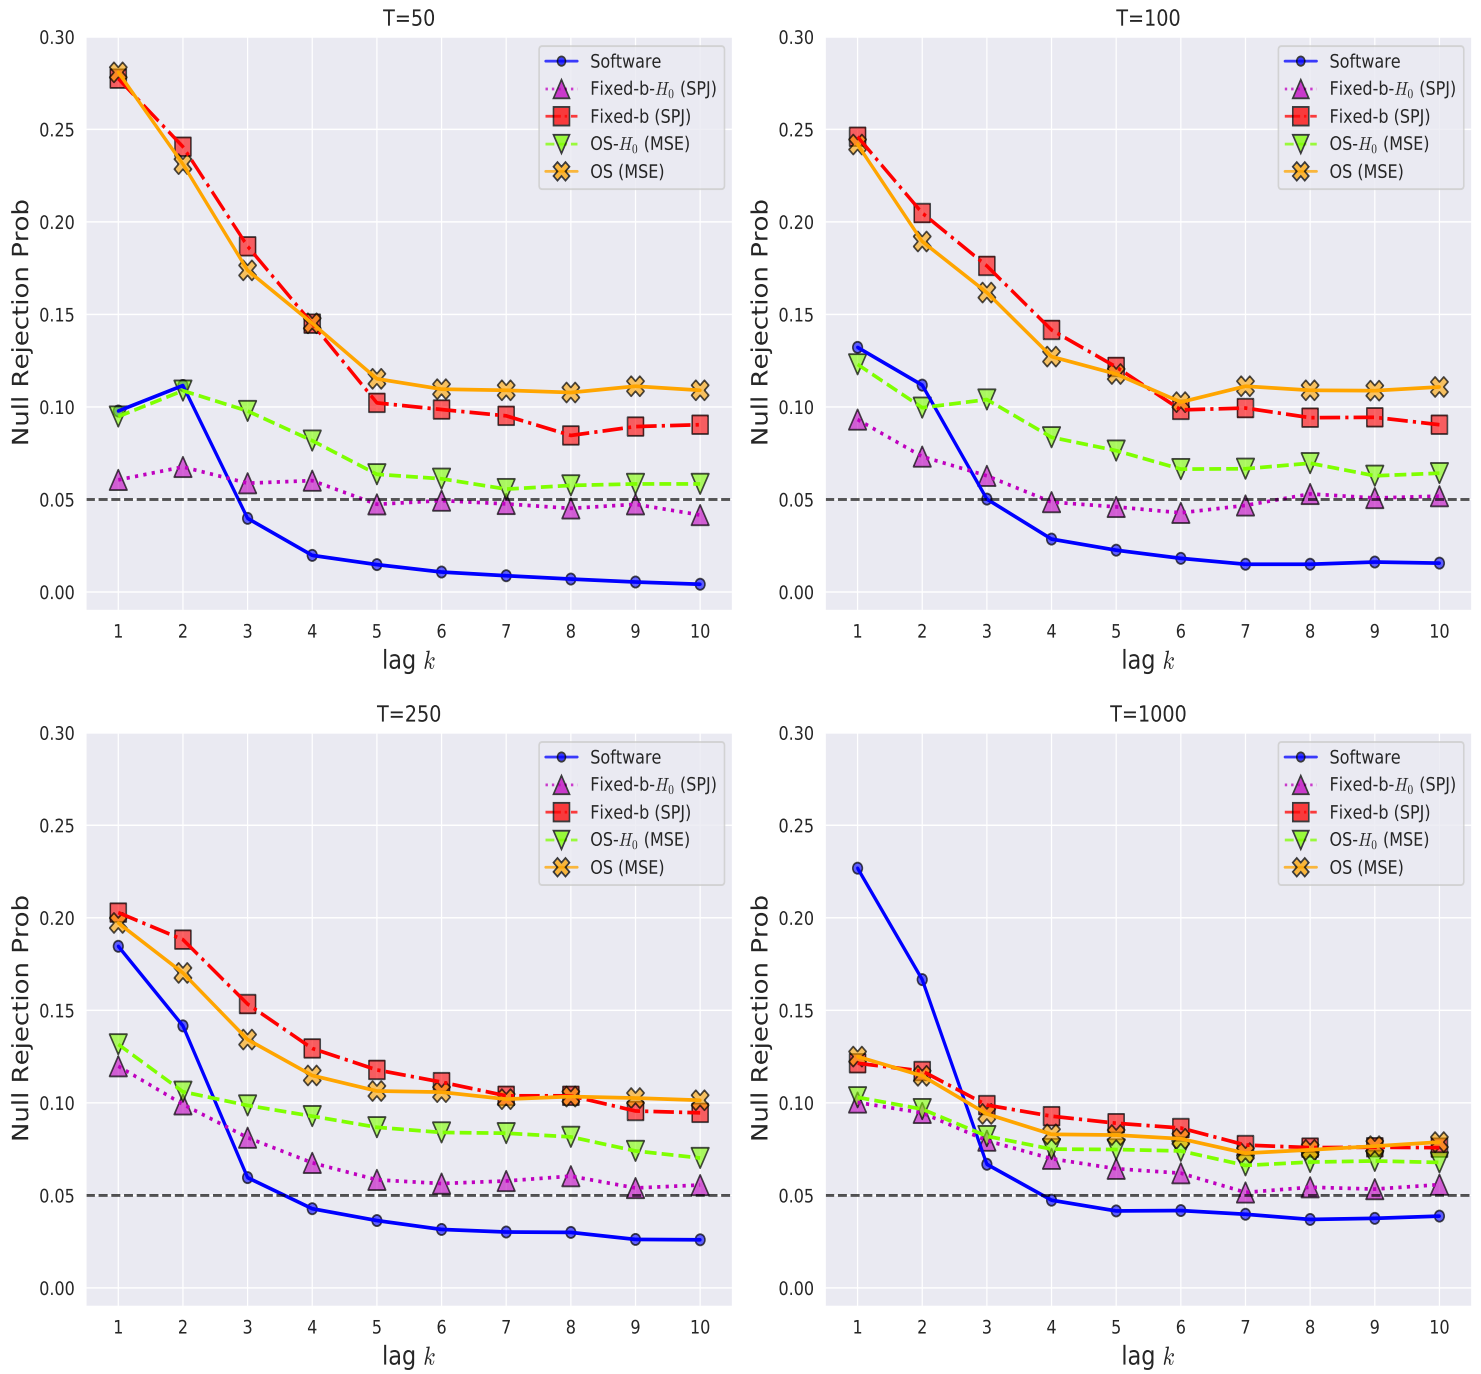 T=50
0.30
0.25
0.20
0.15
0.10
0.05
0.00
Null Rejection Prob
Software
Fixed-b-H₀ (SPJ)
Fixed-b (SPJ)
OS-H₀ (MSE)
OS (MSE)
1 2 3 4 5 6 7 8 9 10
lag k
T=100
0.30
0.25
0.20
0.15
0.10
0.05
0.00
Null Rejection Prob
Software
Fixed-b-H₀ (SPJ)
Fixed-b (SPJ)
OS-H₀ (MSE)
OS (MSE)
1 2 3 4 5 6 7 8 9 10
lag k
T=250
0.30
0.25
0.20
0.15
0.10
0.05
0.00
Null Rejection Prob
Software
Fixed-b-H₀ (SPJ)
Fixed-b (SPJ)
OS-H₀ (MSE)
OS (MSE)
1 2 3 4 5 6 7 8 9 10
lag k
T=1000
0.30
0.25
0.20
0.15
0.10
0.05
0.00
Null Rejection Prob
Software
Fixed-b-H₀ (SPJ)
Fixed-b (SPJ)
OS-H₀ (MSE)
OS (MSE)
1 2 3 4 5 6 7 8 9 10
lag k